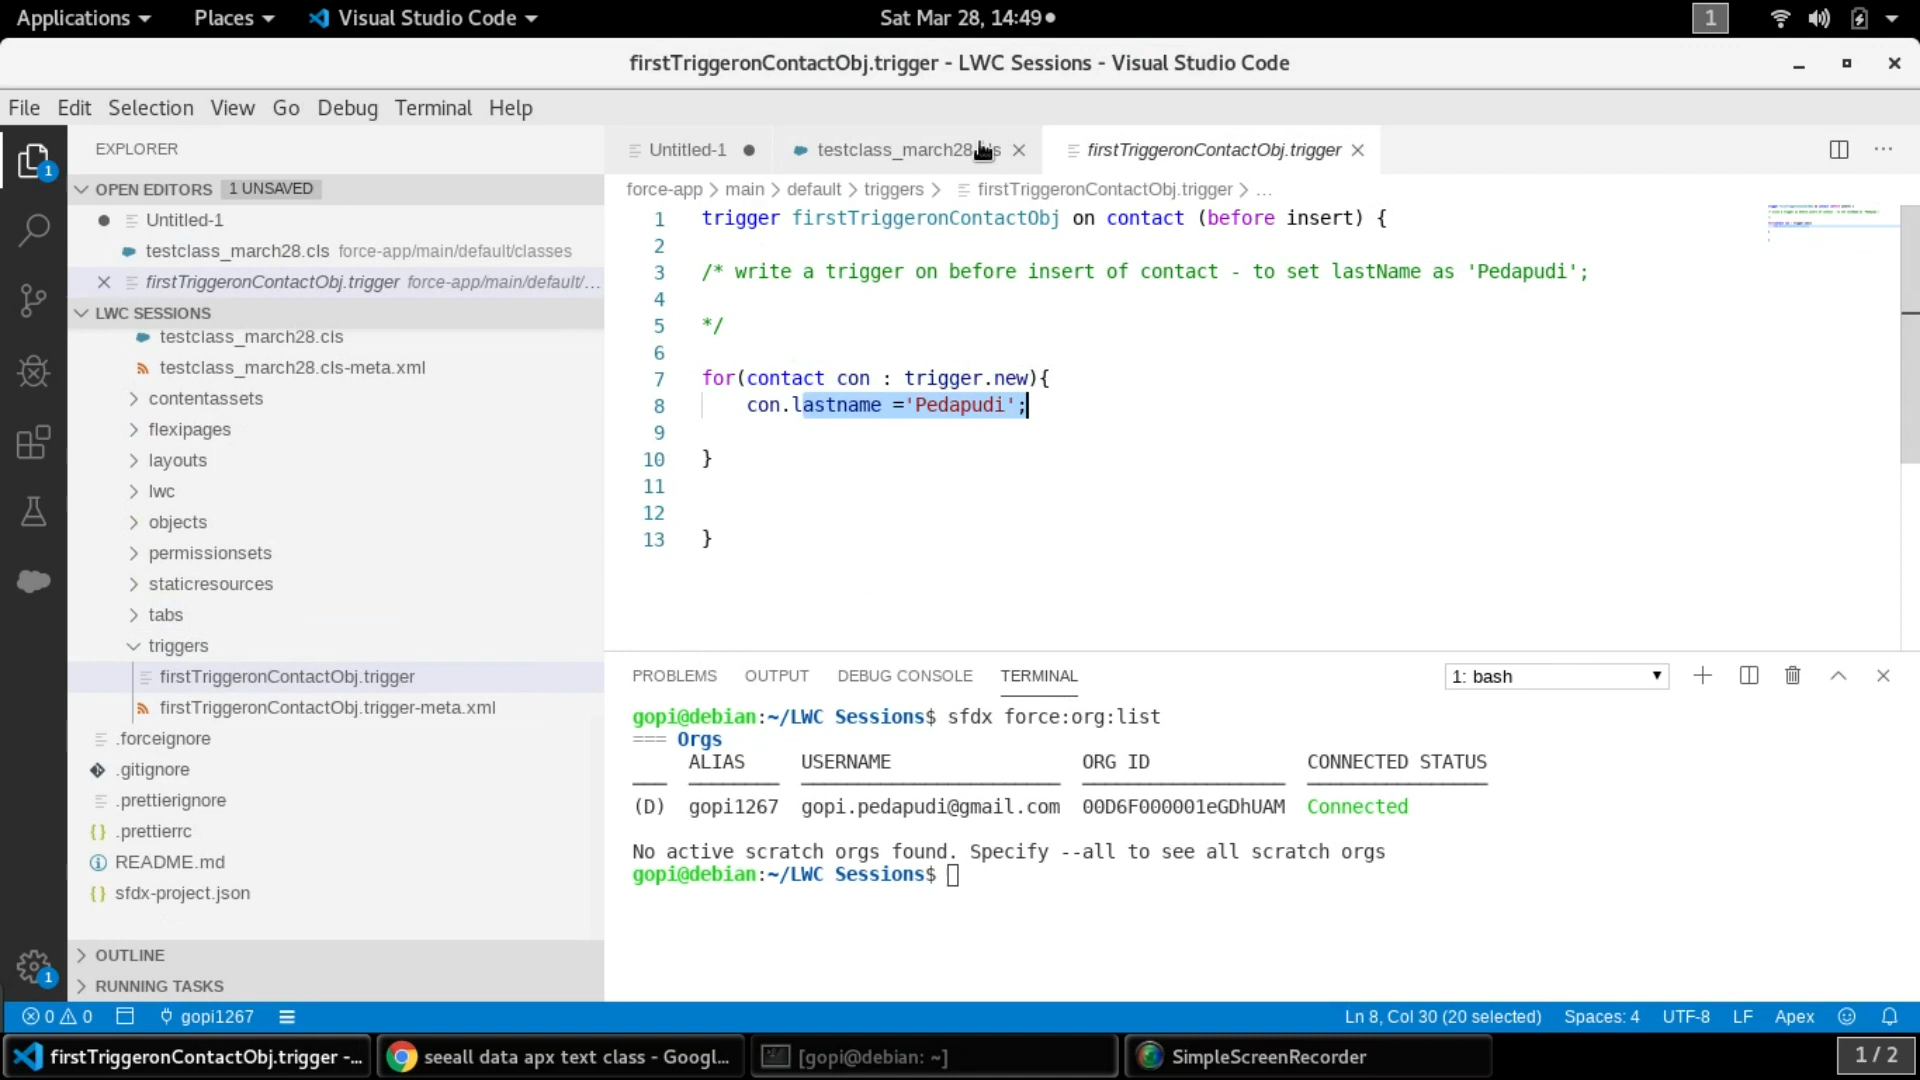 Applications Places Visual Studio Code Sat Mar 28, 14:49 1
firstTriggeronContactObj.trigger - LWC Sessions - Visual Studio Code
File Edit Selection View Go Debug Terminal Help
EXPLORER
OPEN EDITORS 1 UNSAVED
Untitled-1
testclass_march28.cls force-app/main/default/classes
firstTriggeronContactObj.trigger force-app/main/default/...
LWC SESSIONS
testclass_march28.cls
testclass_march28.cls-meta.xml
contentassets
flexipages
layouts
lwc
objects
permissionsets
staticresources
tabs
triggers
firstTriggeronContactObj.trigger
firstTriggeronContactObj.trigger-meta.xml
.forceignore
.gitignore
.prettierignore
.prettierrc
README.md
sfdx-project.json
OUTLINE
RUNNING TASKS
1
1
Untitled-1 testclass_march28 firstTriggeronContactObj.trigger
force-app > main > default > triggers > firstTriggeronContactObj.trigger > ...
1 trigger firstTriggeronContactObj on contact (before insert) {
2
3 /* write a trigger on before insert of contact - to set lastName as 'Pedapudi';
4
5 */
6
7 for(contact con : trigger.new){
8 con.lastname ='Pedapudi';
9
10 }
11
12
13 }
PROBLEMS OUTPUT DEBUG CONSOLE TERMINAL 1: bash
gopi@debian:~/LWC Sessions$ sfdx force:org:list
=== Orgs
ALIAS USERNAME ORG ID CONNECTED STATUS
(D) gopi1267 gopi.pedapudi@gmail.com 00D6F000001eGDhUAM Connected
No active scratch orgs found. Specify --all to see all scratch orgs
gopi@debian:~/LWC Sessions$
0 0 gopi1267 Ln 8, Col 30 (20 selected) Spaces: 4 UTF-8 LF Apex
firstTriggeronContactObj.trigger -... seeall data apx text class - Googl... [gopi@debian: ~] SimpleScreenRecorder 1 / 2